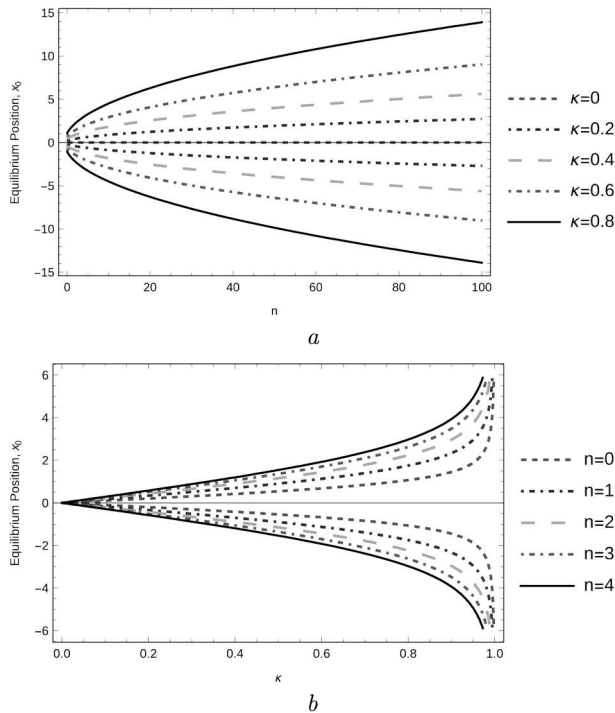 Equilibrium Position, x₀
15
10
5
0
−5
−10
−15
0 20 40 60 80 100
n
κ=0
κ=0.2
κ=0.4
κ=0.6
κ=0.8
a
Equilibrium Position, x₀
6
4
2
0
−2
−4
−6
0.0 0.2 0.4 0.6 0.8 1.0
κ
n=0
n=1
n=2
n=3
n=4
b